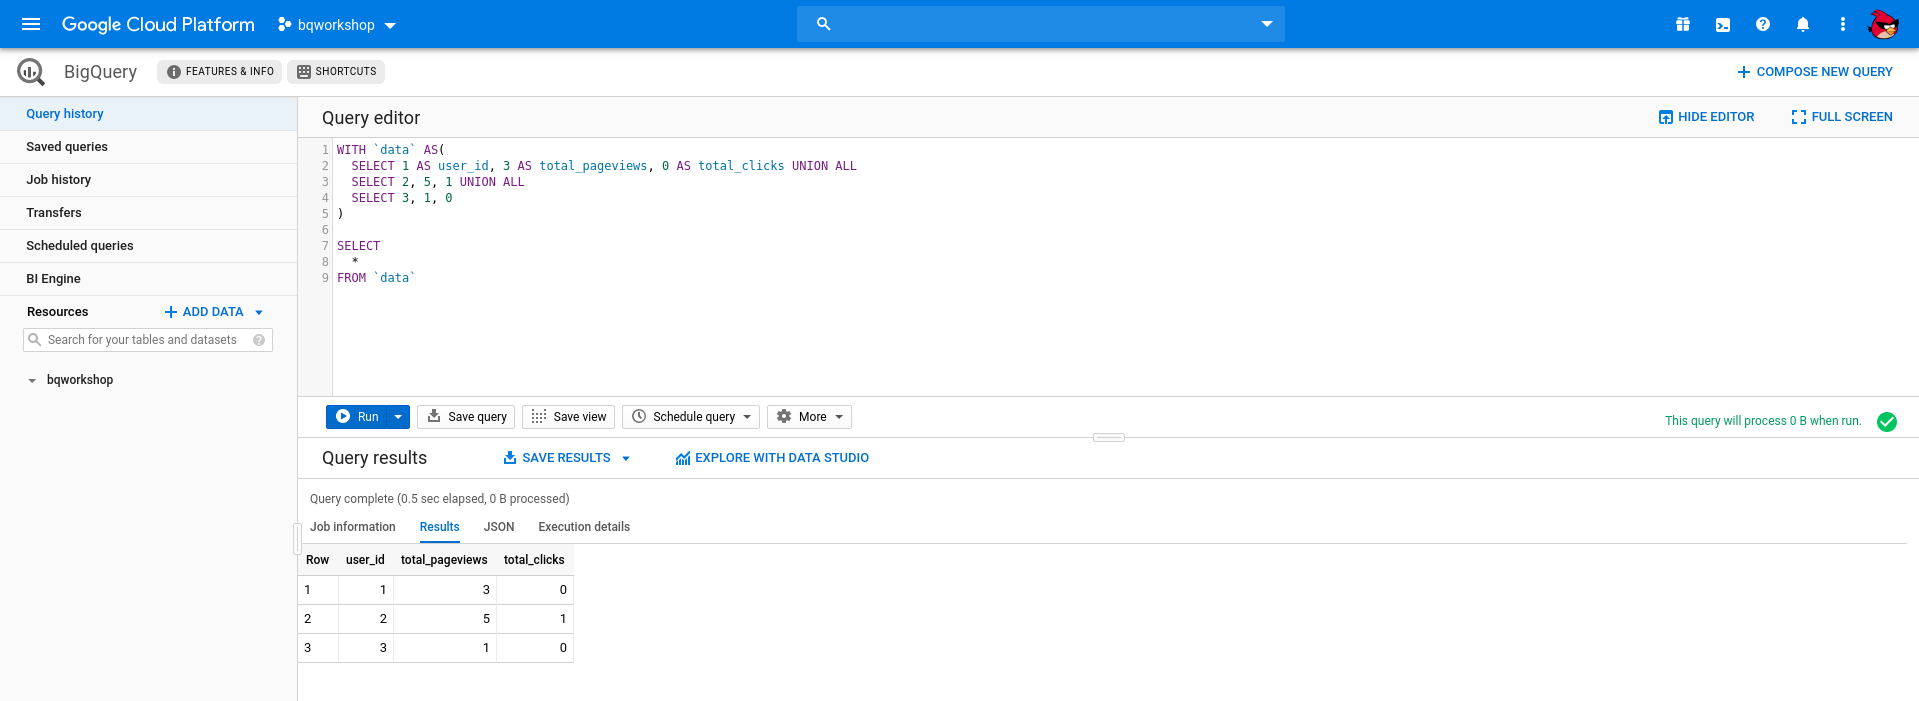 Google Cloud Platform bqworkshop
BigQuery FEATURES & INFO SHORTCUTS COMPOSE NEW QUERY
Query history
Saved queries
Job history
Transfers
Scheduled queries
BI Engine
Resources ADD DATA
Search for your tables and datasets ?
bqworkshop
Query editor HIDE EDITOR FULL SCREEN
1 WITH `data` AS(
2 SELECT 1 AS user_id, 3 AS total_pageviews, 0 AS total_clicks UNION ALL
3 SELECT 2, 5, 1 UNION ALL
4 SELECT 3, 1, 0
5 )
6
7 SELECT
8 *
9 FROM `data`
Run Save query Save view Schedule query More This query will process 0 B when run.
Query results SAVE RESULTS EXPLORE WITH DATA STUDIO
Query complete (0.5 sec elapsed, 0 B processed)
Job information Results JSON Execution details
Row user_id total_pageviews total_clicks
1 1 3 0
2 2 5 1
3 3 1 0